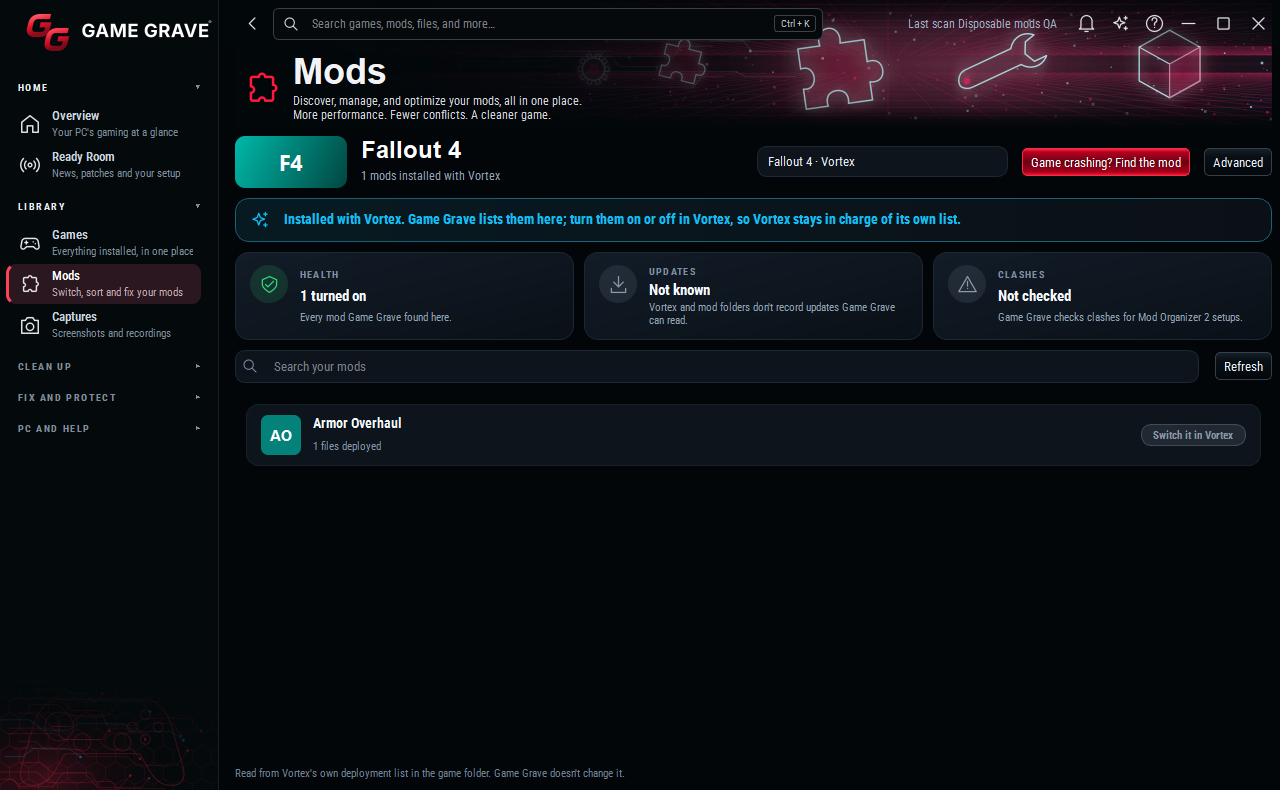 GAME GRAVE
Search games, mods, files, and more...
Ctrl + K
Last scan Disposable mods QA
HOME
Overview
Your PC's gaming at a glance
Ready Room
News, patches and your setup
LIBRARY
Games
Everything installed, in one place
Mods
Switch, sort and fix your mods
Captures
Screenshots and recordings
CLEAN UP
FIX AND PROTECT
PC AND HELP
Mods
Discover, manage, and optimize your mods, all in one place.
More performance. Fewer conflicts. A cleaner game.
F4
Fallout 4
1 mods installed with Vortex
Fallout 4 · Vortex
Game crashing? Find the mod
Advanced
Installed with Vortex. Game Grave lists them here; turn them on or off in Vortex, so Vortex stays in charge of its own list.
HEALTH
1 turned on
Every mod Game Grave found here.
UPDATES
Not known
Vortex and mod folders don't record updates Game Grave
can read.
CLASHES
Not checked
Game Grave checks clashes for Mod Organizer 2 setups.
Search your mods
Refresh
AO
Armor Overhaul
1 files deployed
Switch it in Vortex
Read from Vortex's own deployment list in the game folder. Game Grave doesn't change it.